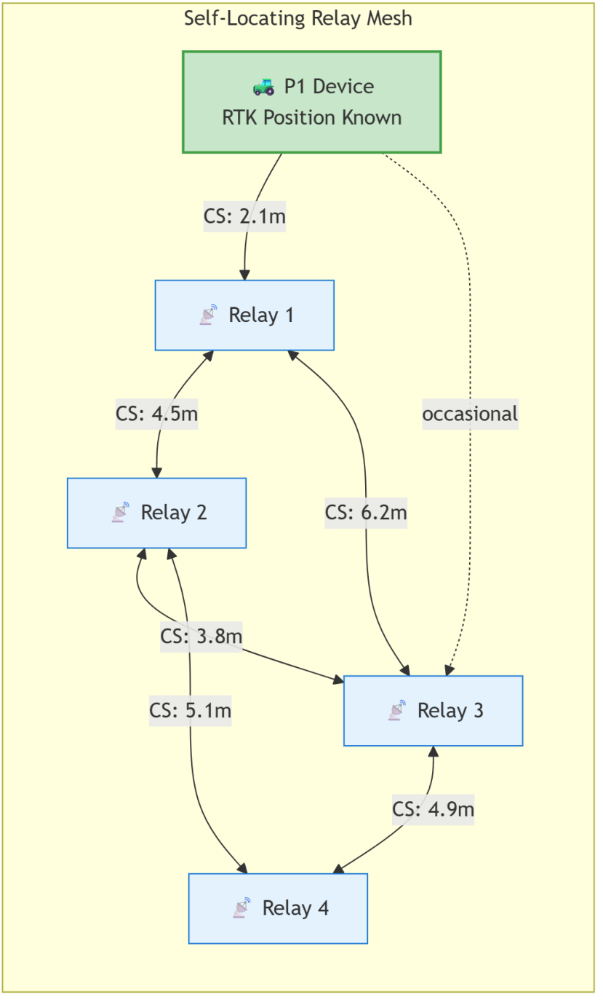 Self-Locating Relay Mesh
🚜 P1 Device
RTK Position Known
CS: 2.1m
📡 Relay 1
CS: 4.5m
occasional
📡 Relay 2
CS: 6.2m
CS: 3.8m
CS: 5.1m
📡 Relay 3
CS: 4.9m
📡 Relay 4